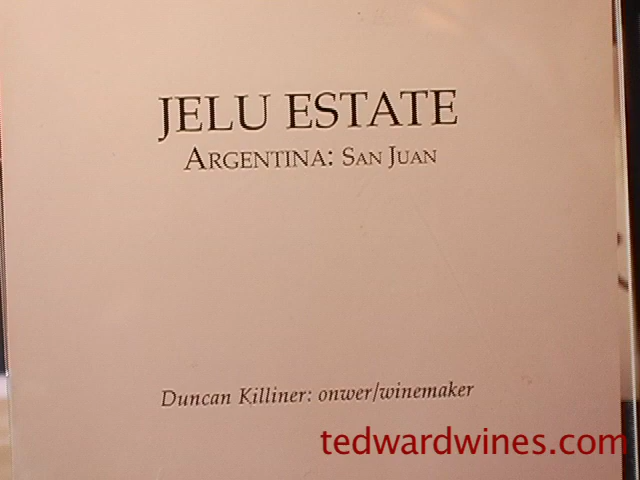 JELU ESTATE
ARGENTINA: SAN JUAN
Duncan Killiner: onwer/winemaker
tedwardwines.com